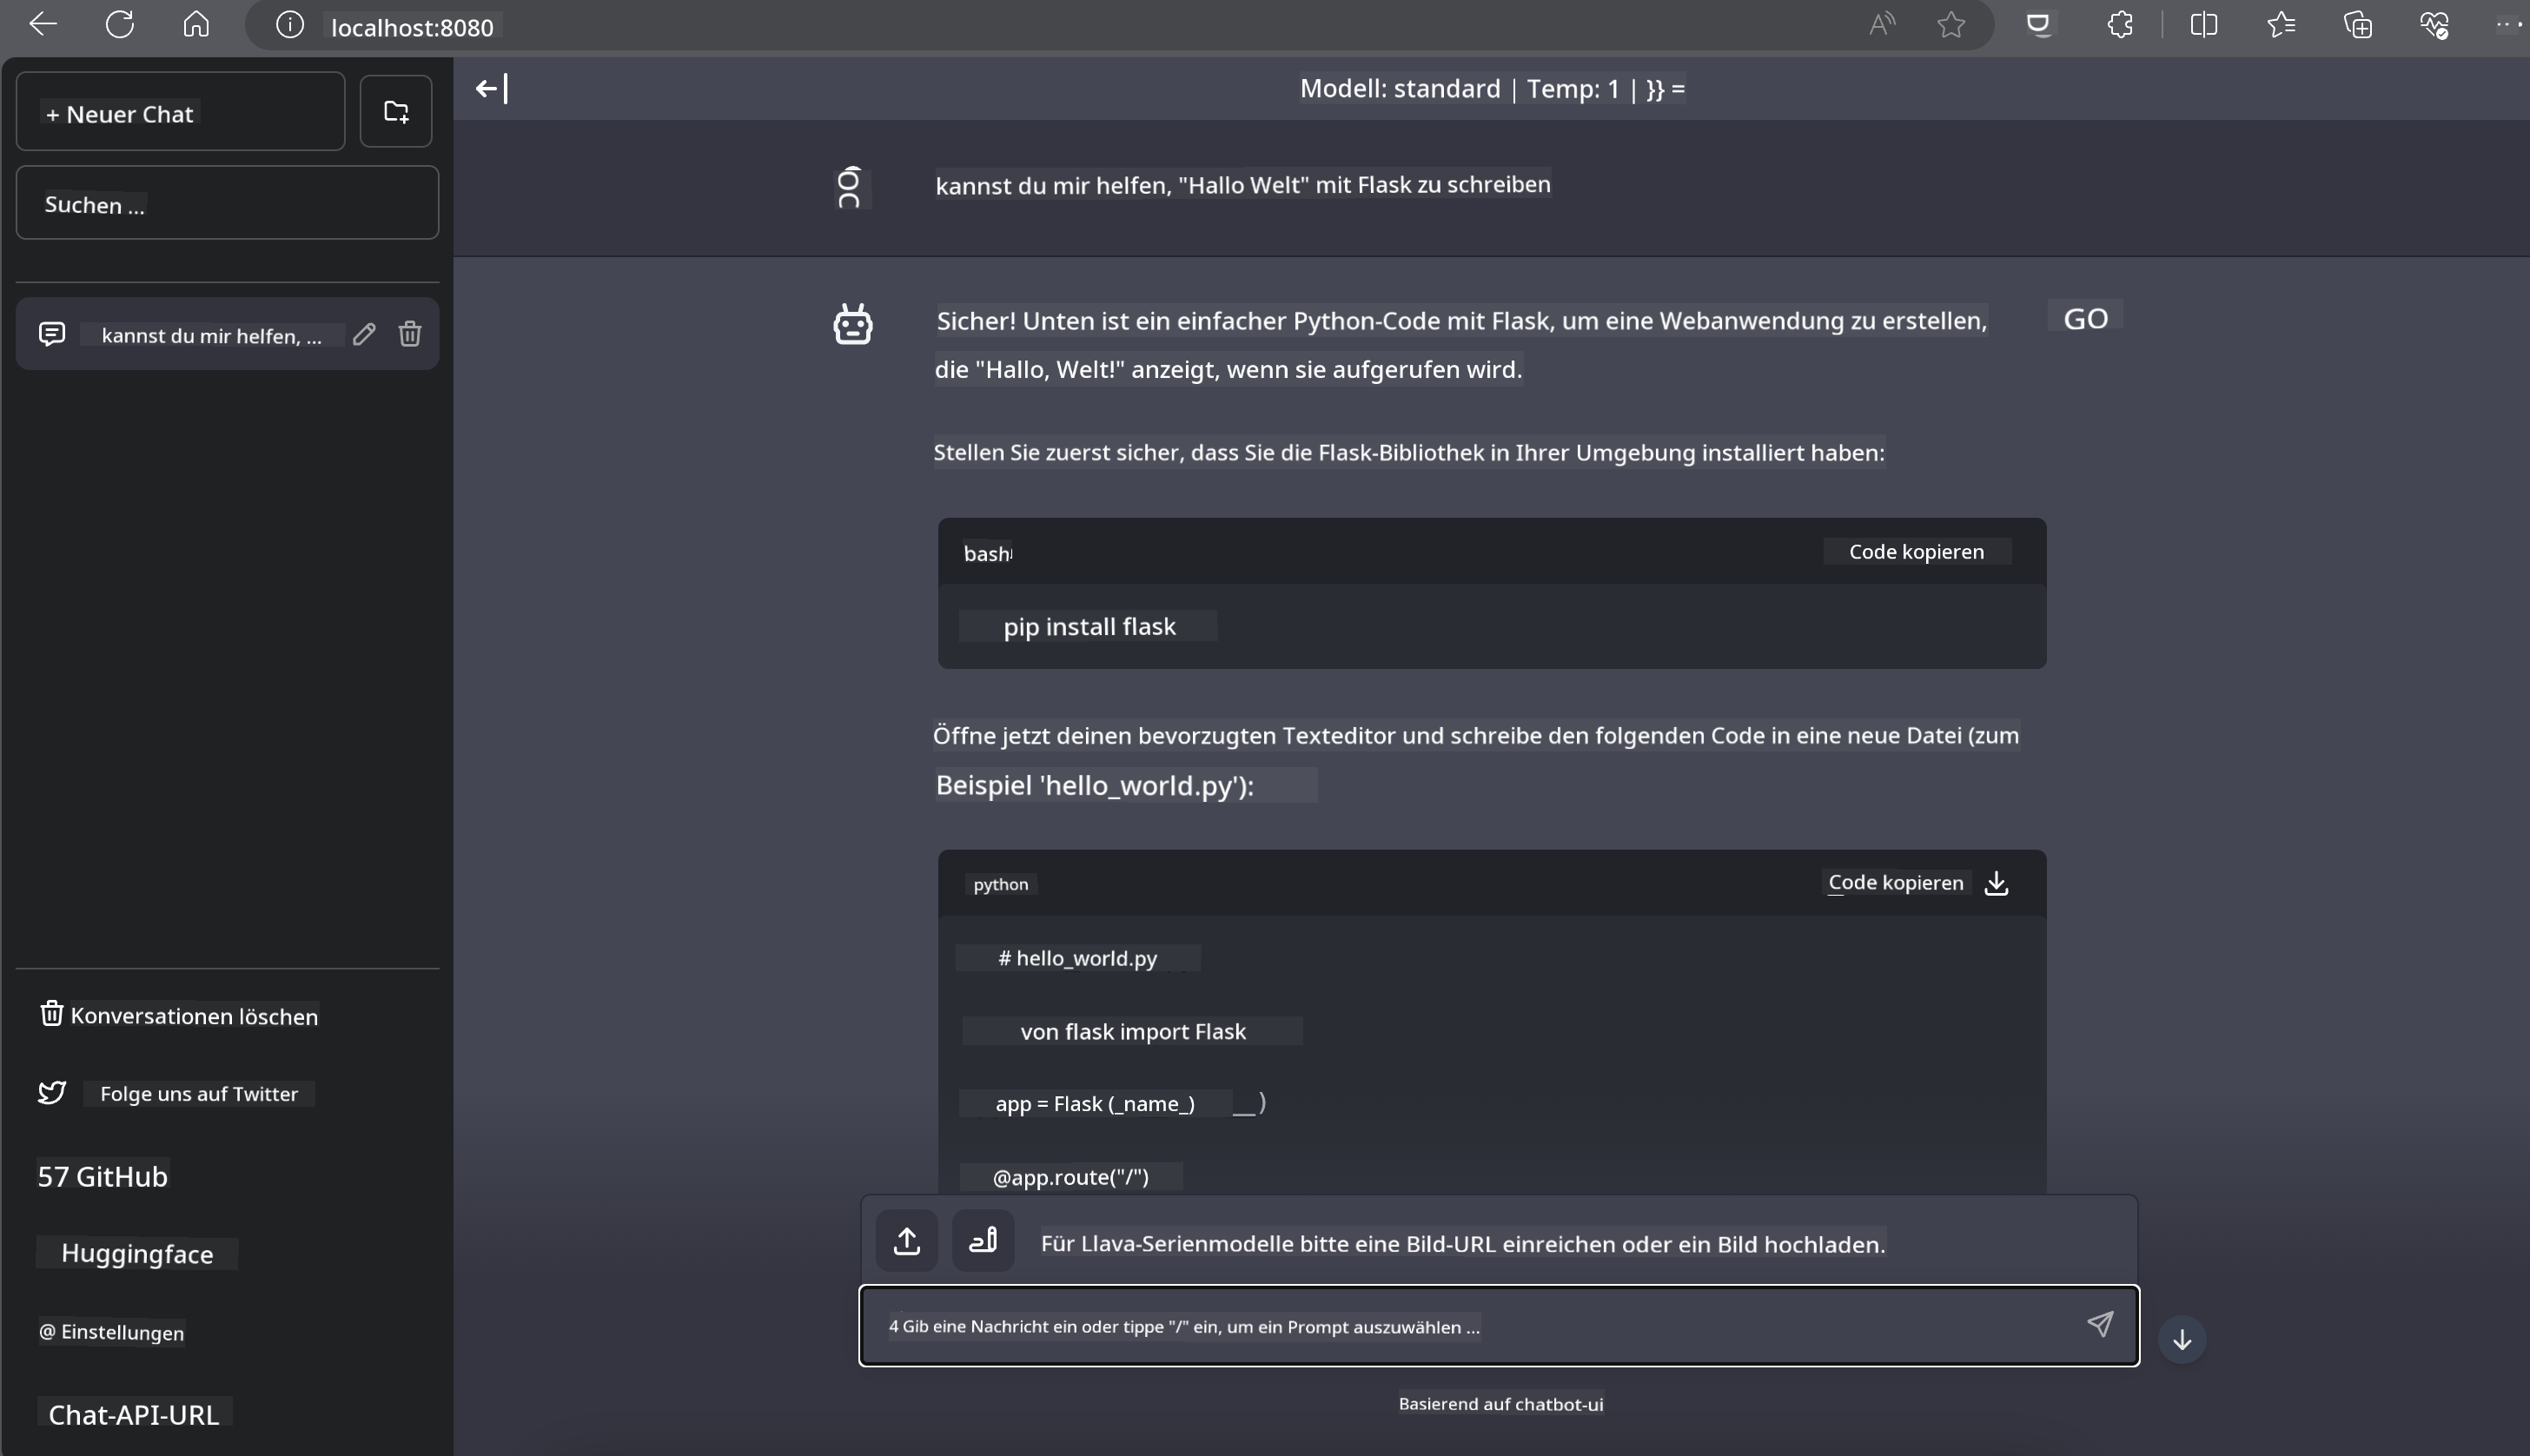 localhost:8080
+ Neuer Chat
Suchen ...
kannst du mir helfen, ...
Konversationen löschen
Folge uns auf Twitter
57 GitHub
Huggingface
@ Einstellungen
Chat-API-URL
Modell: standard | Temp: 1 | }} =
kannst du mir helfen, "Hallo Welt" mit Flask zu schreiben
Sicher! Unten ist ein einfacher Python-Code mit Flask, um eine Webanwendung zu erstellen,
GO
die "Hallo, Welt!" anzeigt, wenn sie aufgerufen wird.
Stellen Sie zuerst sicher, dass Sie die Flask-Bibliothek in Ihrer Umgebung installiert haben:
bash
Code kopieren
pip install flask
Öffne jetzt deinen bevorzugten Texteditor und schreibe den folgenden Code in eine neue Datei (zum
Beispiel 'hello_world.py'):
python
Code kopieren
# hello_world.py
von flask import Flask
app = Flask (_name_) __)
@app.route("/")
Für Llava-Serienmodelle bitte eine Bild-URL einreichen oder ein Bild hochladen.
4 Gib eine Nachricht ein oder tippe "/" ein, um ein Prompt auszuwählen ...
Basierend auf chatbot-ui